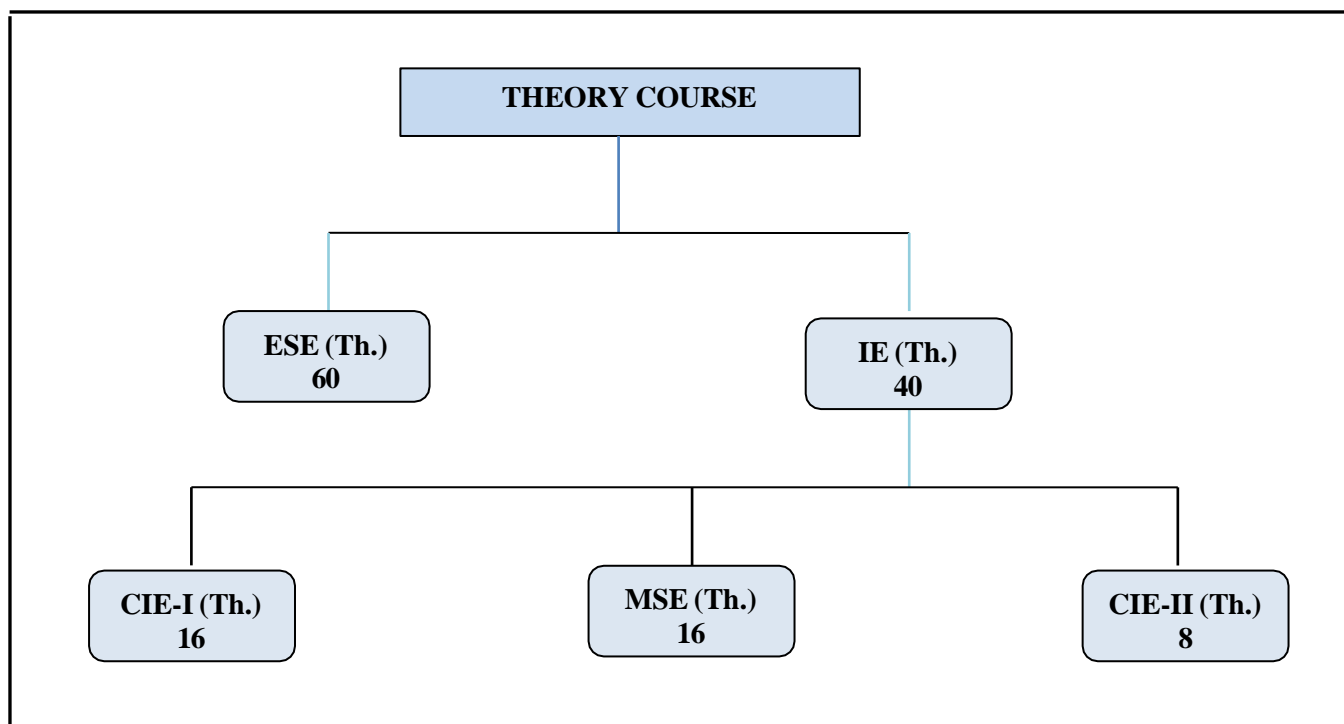 THEORY COURSE
ESE (Th.)
60
IE (Th.)
40
CIE-I (Th.)
16
MSE (Th.)
16
CIE-II (Th.)
8